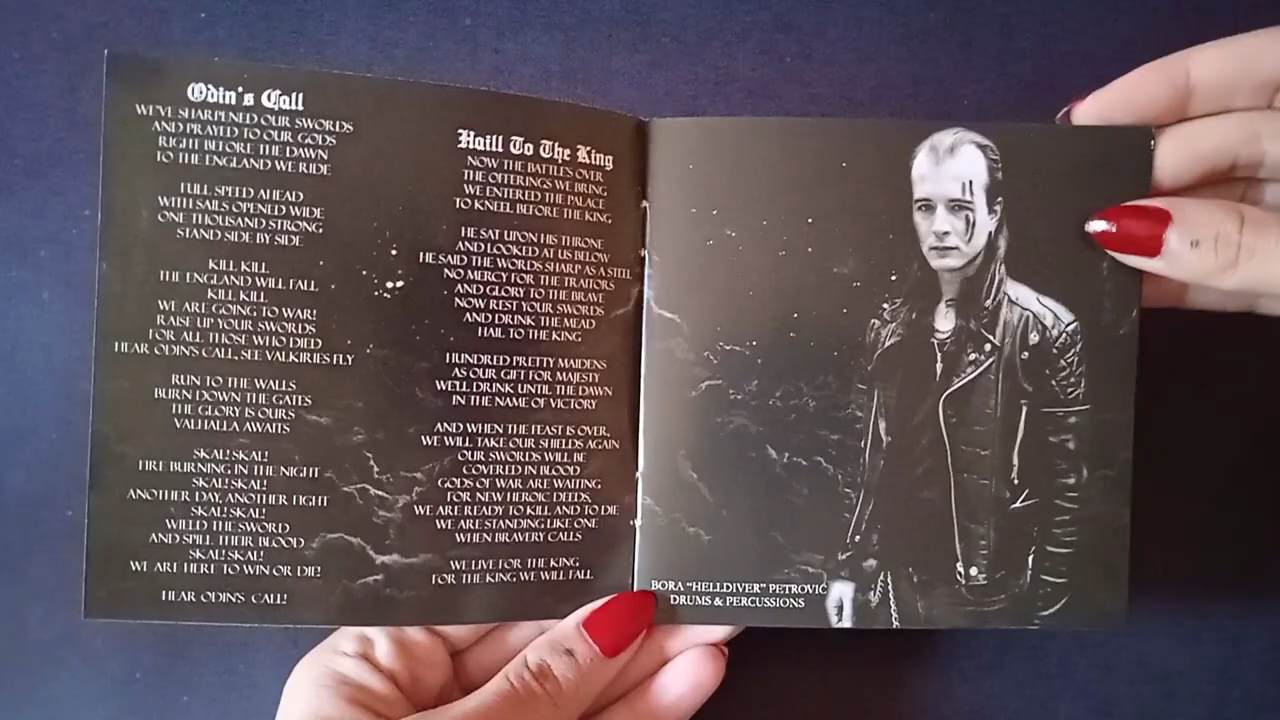 Odin's Call
WE'VE SHARPENED OUR SWORDS
AND PRAYED TO OUR GODS
RIGHT BEFORE THE DAWN
TO THE ENGLAND WE RIDE
FULL SPEED AHEAD
WITH SAILS OPENED WIDE
ONE THOUSAND STRONG
STAND SIDE BY SIDE
KILL KILL
THE ENGLAND WILL FALL
KILL KILL
WE ARE GOING TO WAR!
RAISE UP YOUR SWORDS
FOR ALL THOSE WHO DIED
HEAR ODIN'S CALL, SEE VALKIRIES FLY
RUN TO THE WALLS
BURN DOWN THE GATES
THE GLORY IS OURS
VALHALLA AWAITS
SKAL! SKAL!
FIRE BURNING IN THE NIGHT
SKAL! SKAL!
ANOTHER DAY, ANOTHER FIGHT
SKAL! SKAL!
WIELD THE SWORD
AND SPILL THEIR BLOOD
SKAL! SKAL!
WE ARE HERE TO WIN OR DIE!
HEAR ODIN'S CALL!
Haill To The King
NOW THE BATTLE'S OVER
THE OFFERINGS WE BRING
WE ENTERED THE PALACE
TO KNEEL BEFORE THE KING
HE SAT UPON HIS THRONE
AND LOOKED AT US BELOW
HE SAID THE WORDS SHARP AS A STEEL
NO MERCY FOR THE TRAITORS
AND GLORY TO THE BRAVE
NOW REST YOUR SWORDS
AND DRINK THE MEAD
HAIL TO THE KING
HUNDRED PRETTY MAIDENS
AS OUR GIFT FOR MAJESTY
WE'LL DRINK UNTIL THE DAWN
IN THE NAME OF VICTORY
AND WHEN THE FEAST IS OVER,
WE WILL TAKE OUR SHIELDS AGAIN
OUR SWORDS WILL BE
COVERED IN BLOOD
GODS OF WAR ARE WAITING
FOR NEW HEROIC DEEDS,
WE ARE READY TO KILL AND TO DIE
WE ARE STANDING LIKE ONE
WHEN BRAVERY CALLS
WE LIVE FOR THE KING
FOR THE KING WE WILL FALL
BORA "HELLDIVER" PETROVIĆ
DRUMS & PERCUSSIONS